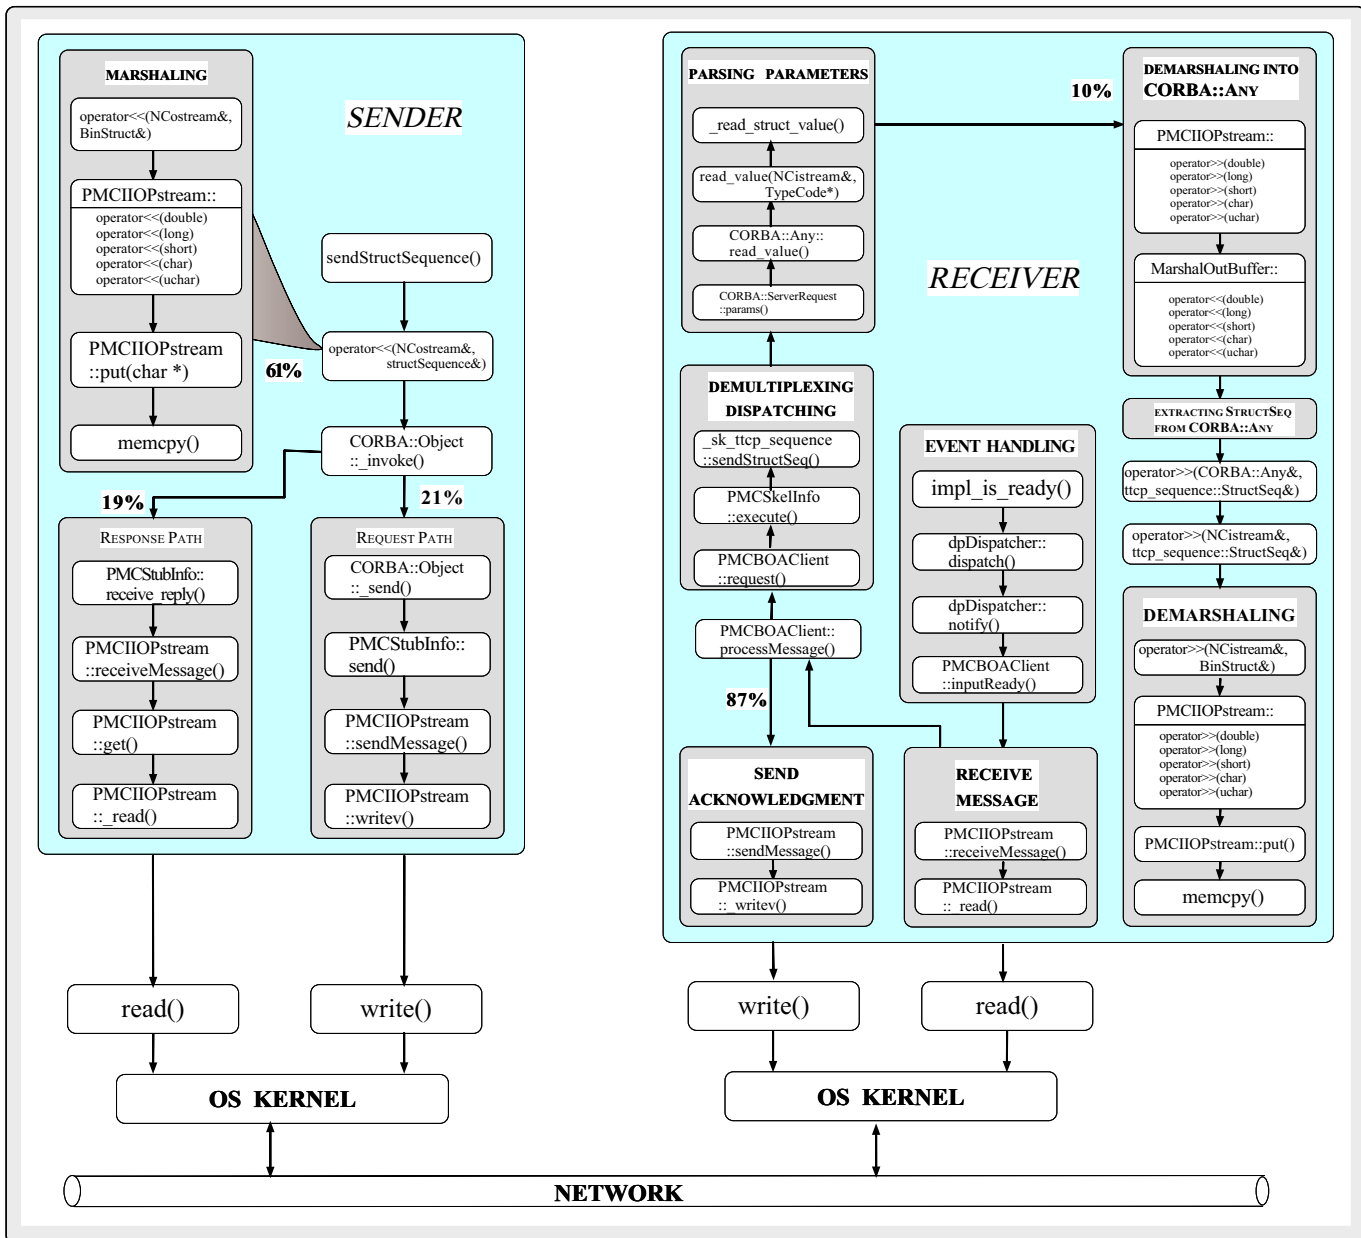 MARSHALING
operator<<(NCostream&,
BinStruct&)
PMCIIOPstream::
operator<<(double)
operator<<(long)
operator<<(short)
operator<<(char)
operator<<(uchar)
PMCIIOPstream
::put(char *)
memcpy()
SENDER
sendStructSequence()
61%
operator<<(NCostream&,
structSequence&)
CORBA::Object
::_invoke()
19%
21%
RESPONSE PATH
PMCStubInfo::
receive_reply()
PMCIIOPstream
::receiveMessage()
PMCIIOPstream
::get()
PMCIIOPstream
::_read()
REQUEST PATH
CORBA::Object
::_send()
PMCStubInfo::
send()
PMCIIOPstream
::sendMessage()
PMCIIOPstream
::writev()
read()
write()
OS KERNEL
PARSING PARAMETERS
_read_struct_value()
read_value(NCistream&,
TypeCode*)
CORBA::Any::
read_value()
CORBA::ServerRequest
::params()
10%
RECEIVER
DEMULTIPLEXING
DISPATCHING
_sk_ttcp_sequence
::sendStructSeq()
PMCSkelInfo
::execute()
PMCBOAClient
::request()
PMCBOAClient::
processMessage()
87%
SEND
ACKNOWLEDGMENT
PMCIIOPstream
::sendMessage()
PMCIIOPstream
::_writev()
EVENT HANDLING
impl_is_ready()
dpDispatcher::
dispatch()
dpDispatcher::
notify()
PMCBOAClient
::inputReady()
RECEIVE
MESSAGE
PMCIIOPstream
::receiveMessage()
PMCIIOPstream
::_read()
DEMARSHALING INTO
CORBA::ANY
PMCIIOPstream::
operator>>(double)
operator>>(long)
operator>>(short)
operator>>(char)
operator>>(uchar)
MarshalOutBuffer::
operator<<(double)
operator<<(long)
operator<<(short)
operator<<(char)
operator<<(uchar)
EXTRACTING STRUCTSEQ
FROM CORBA::ANY
operator>>(CORBA::Any&,
ttcp_sequence::StructSeq&)
operator>>(NCistream&,
ttcp_sequence::StructSeq&)
DEMARSHALING
operator>>(NCistream&,
BinStruct&)
PMCIIOPstream::
operator>>(double)
operator>>(long)
operator>>(short)
operator>>(char)
operator>>(uchar)
PMCIIOPstream::put()
memcpy()
write()
read()
OS KERNEL
NETWORK